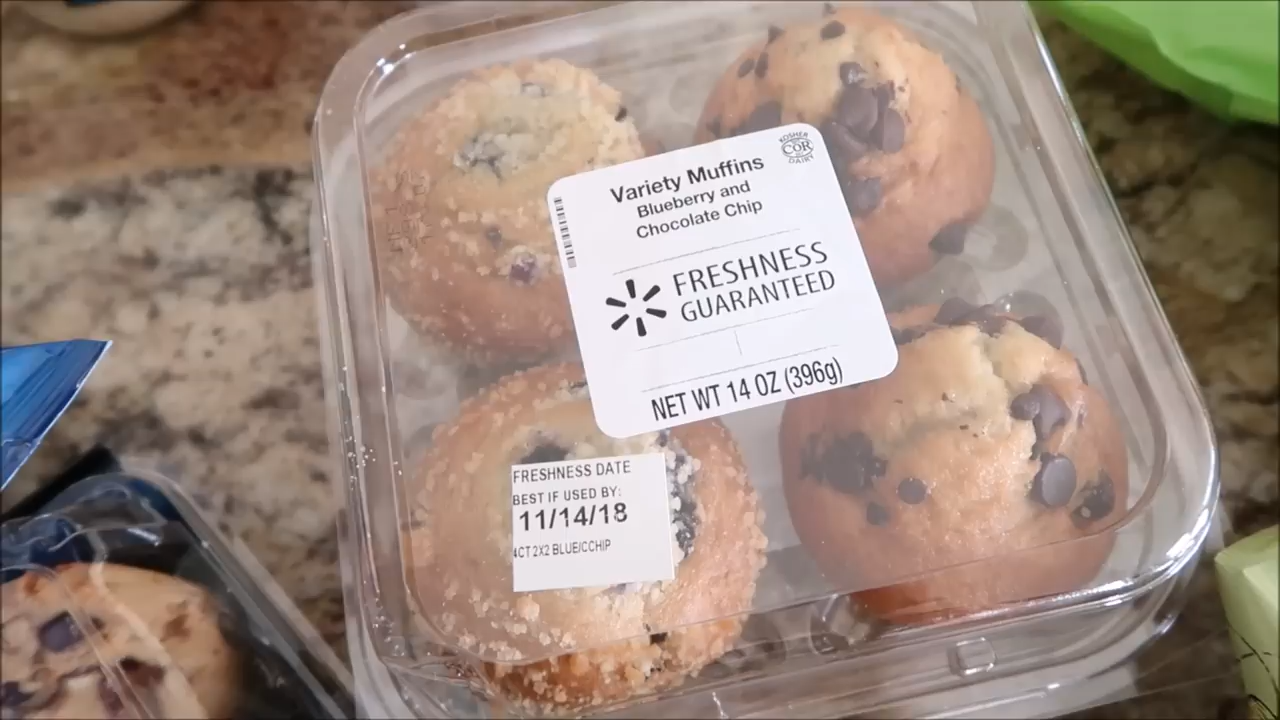 Variety Muffins
Blueberry and
Chocolate Chip
KOSHER
COR
DAIRY
FRESHNESS
GUARANTEED
NET WT 14 OZ (396g)
FRESHNESS DATE
BEST IF USED BY:
11/14/18
4CT 2X2 BLUE/CCHIP